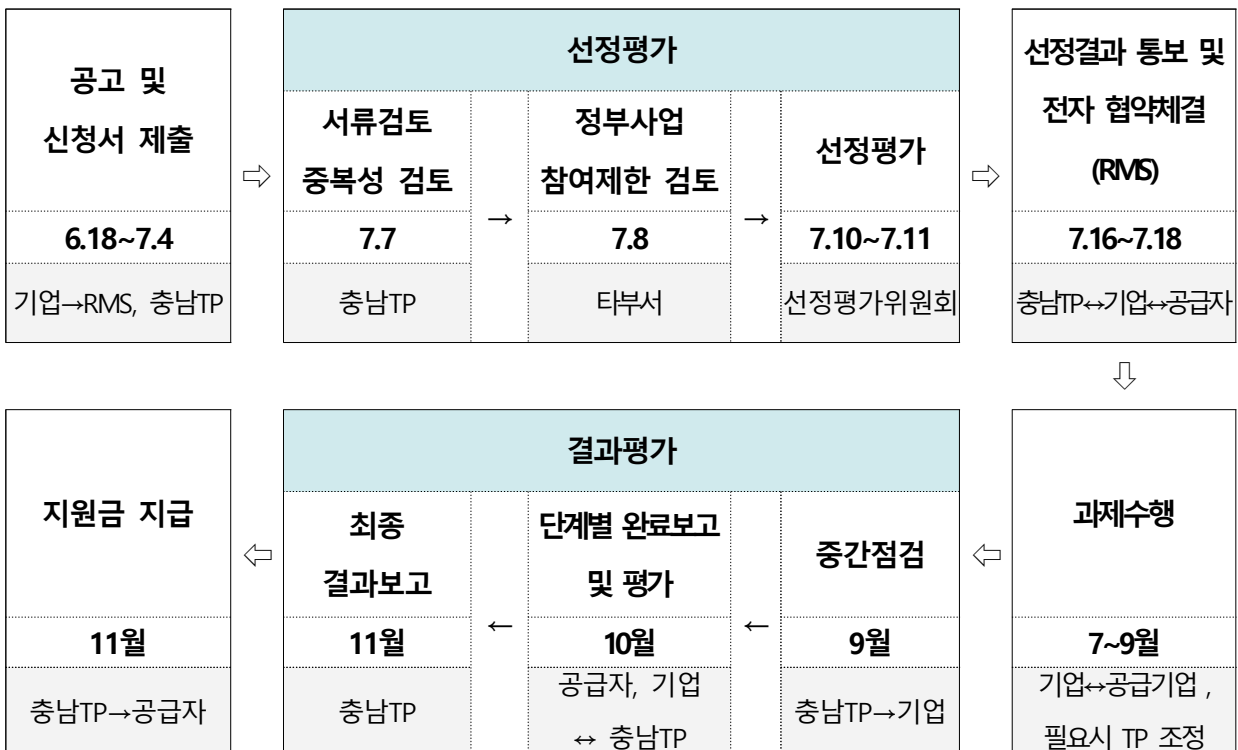 공고 및
신청서 제출
6.18~7.4
기업→RMS, 충남TP
⇨
선정평가
서류검토
중복성 검토
7.7
충남TP
→
정부사업
참여제한 검토
7.8
타부서
→
선정평가
7.10~7.11
선정평가위원회
⇨
선정결과 통보 및
전자 협약체결
(RMS)
7.16~7.18
충남TP↔기업↔공급자
⇩
과제수행
7~9월
기업↔공급기업 ,
필요시 TP 조정
⇦
결과평가
중간점검
9월
충남TP→기업
←
단계별 완료보고
및 평가
10월
공급자, 기업
↔ 충남TP
←
최종
결과보고
11월
충남TP
⇦
지원금 지급
11월
충남TP→공급자